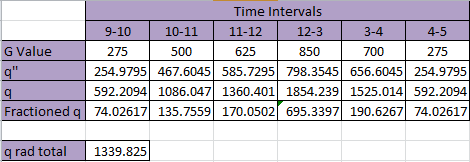 Time Intervals
9-10 10-11 11-12 12-3 3-4 4-5
G Value 275 500 625 850 700 275
q" 254.9795 467.6045 585.7295 798.3545 656.6045 254.9795
q 592.2094 1086.047 1360.401 1854.239 1525.014 592.2094
Fractioned q 74.02617 135.7559 170.0502 695.3397 190.6267 74.02617
q rad total 1339.825